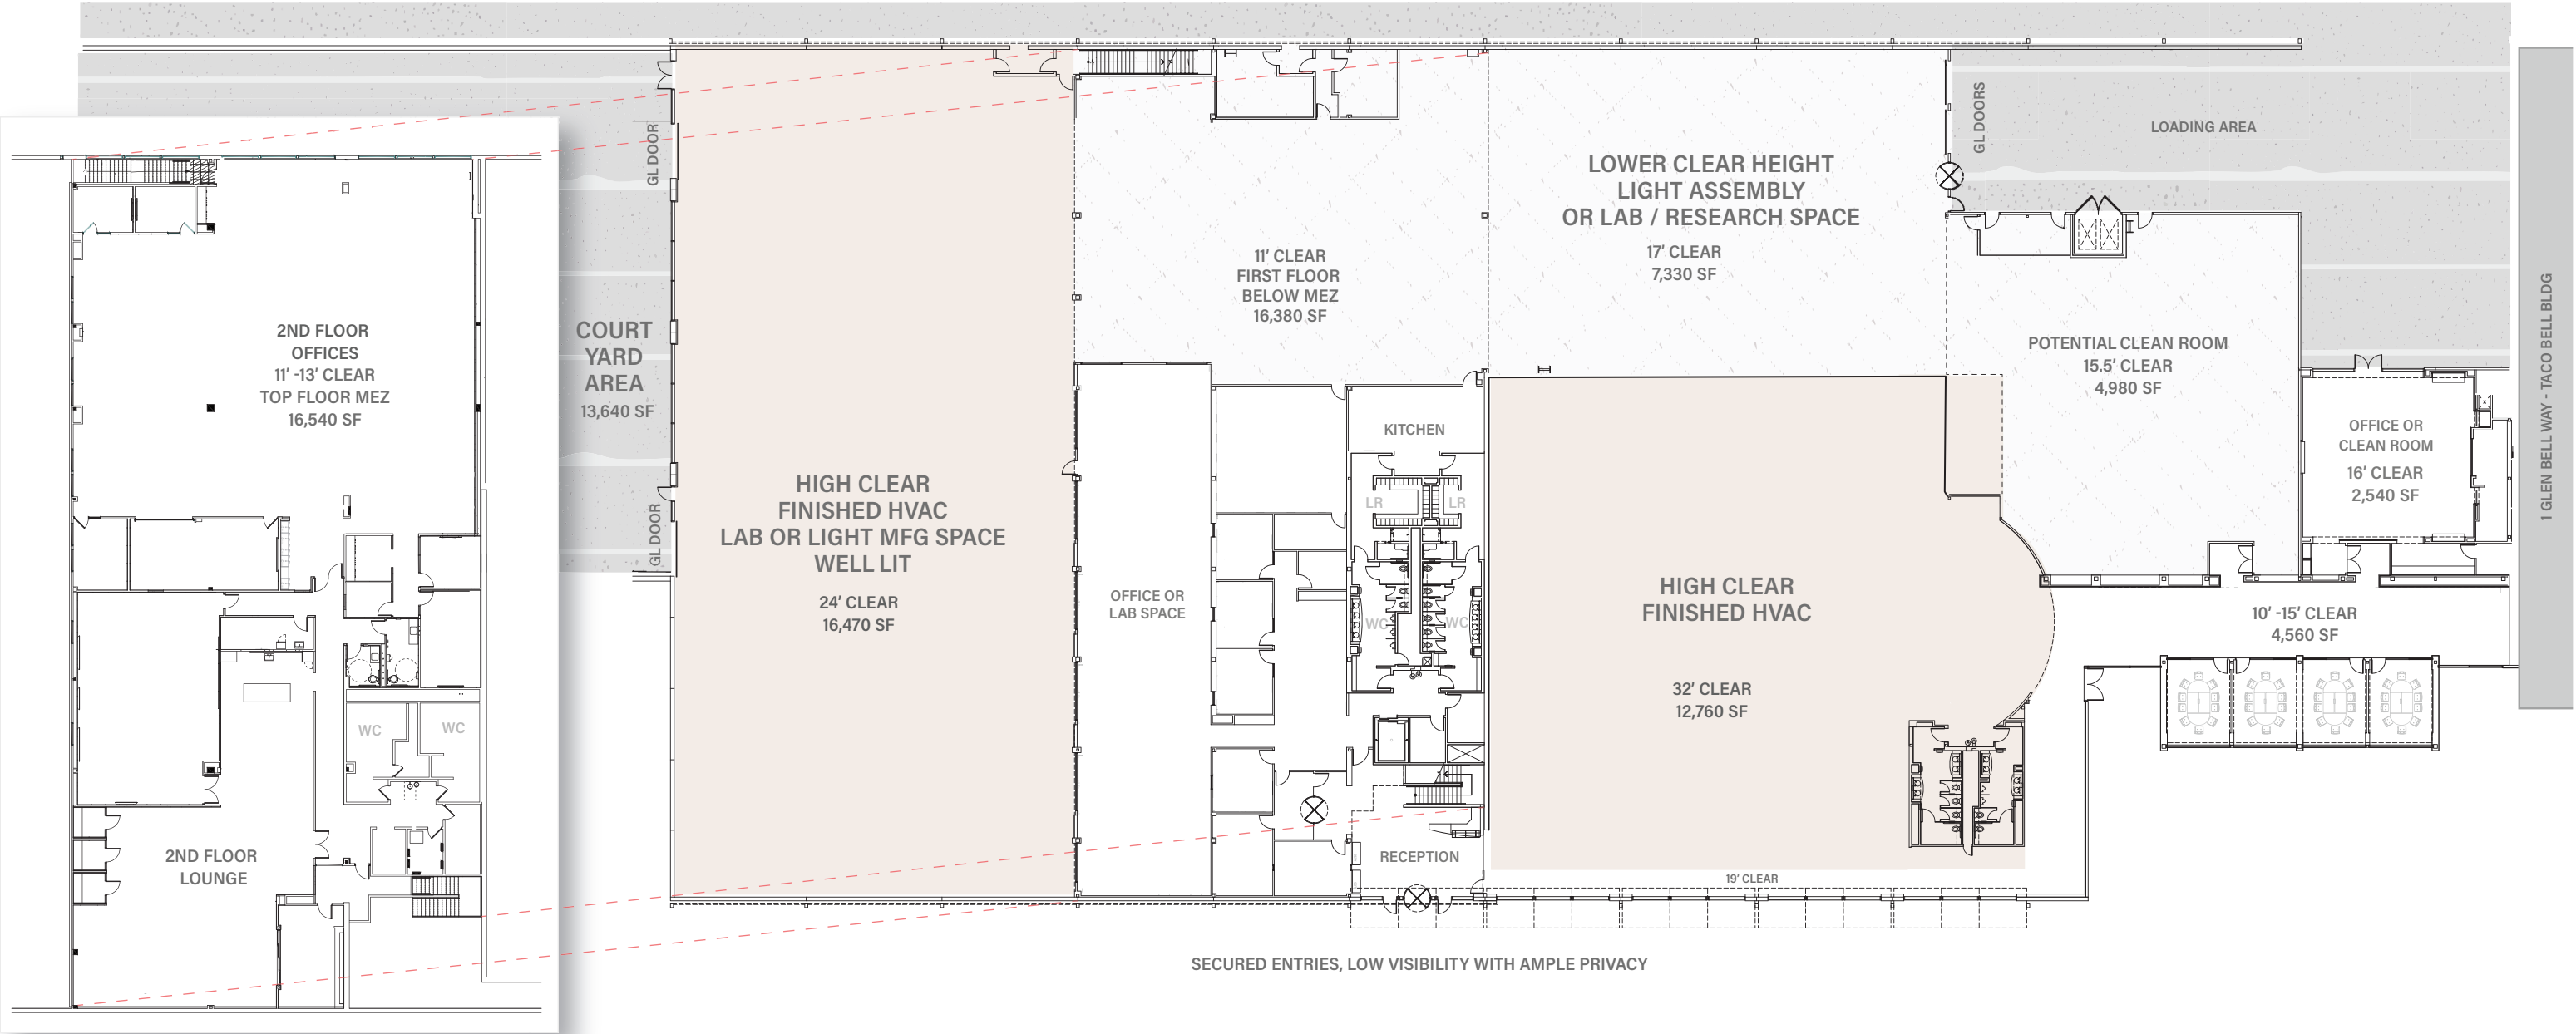 2ND FLOOR
OFFICES
11' -13' CLEAR
TOP FLOOR MEZ
16,540 SF
WC
WC
2ND FLOOR
LOUNGE
COURT
YARD
AREA
13,640 SF
GL DOOR
GL DOOR
HIGH CLEAR
FINISHED HVAC
LAB OR LIGHT MFG SPACE
WELL LIT
24' CLEAR
16,470 SF
11' CLEAR
FIRST FLOOR
BELOW MEZ
16,380 SF
OFFICE OR
LAB SPACE
KITCHEN
LR
LR
WC
WC
RECEPTION
LOWER CLEAR HEIGHT
LIGHT ASSEMBLY
OR LAB / RESEARCH SPACE
17' CLEAR
7,330 SF
HIGH CLEAR
FINISHED HVAC
32' CLEAR
12,760 SF
19' CLEAR
GL DOORS
LOADING AREA
POTENTIAL CLEAN ROOM
15.5' CLEAR
4,980 SF
OFFICE OR
CLEAN ROOM
16' CLEAR
2,540 SF
10' -15' CLEAR
4,560 SF
1 GLEN BELL WAY - TACO BELL BLDG
SECURED ENTRIES, LOW VISIBILITY WITH AMPLE PRIVACY